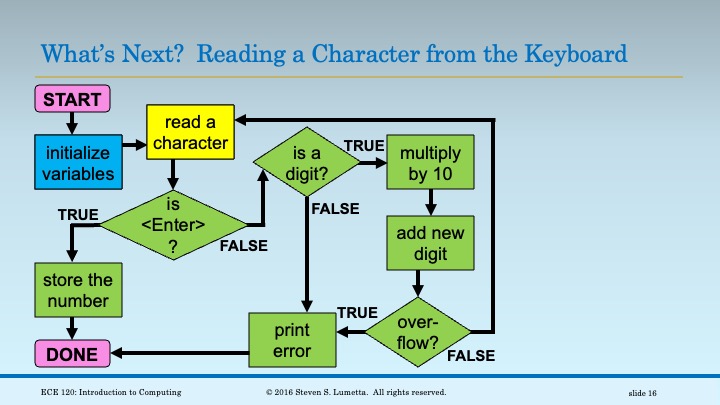 What's Next?  Reading a Character from the Keyboard
START
initialize
variables
read a
character
is
<Enter>
?
TRUE
FALSE
store the
number
DONE
is a
digit?
TRUE
FALSE
multiply
by 10
add new
digit
over-
flow?
TRUE
FALSE
print
error
ECE 120: Introduction to Computing
© 2016 Steven S. Lumetta.  All rights reserved.
slide 16